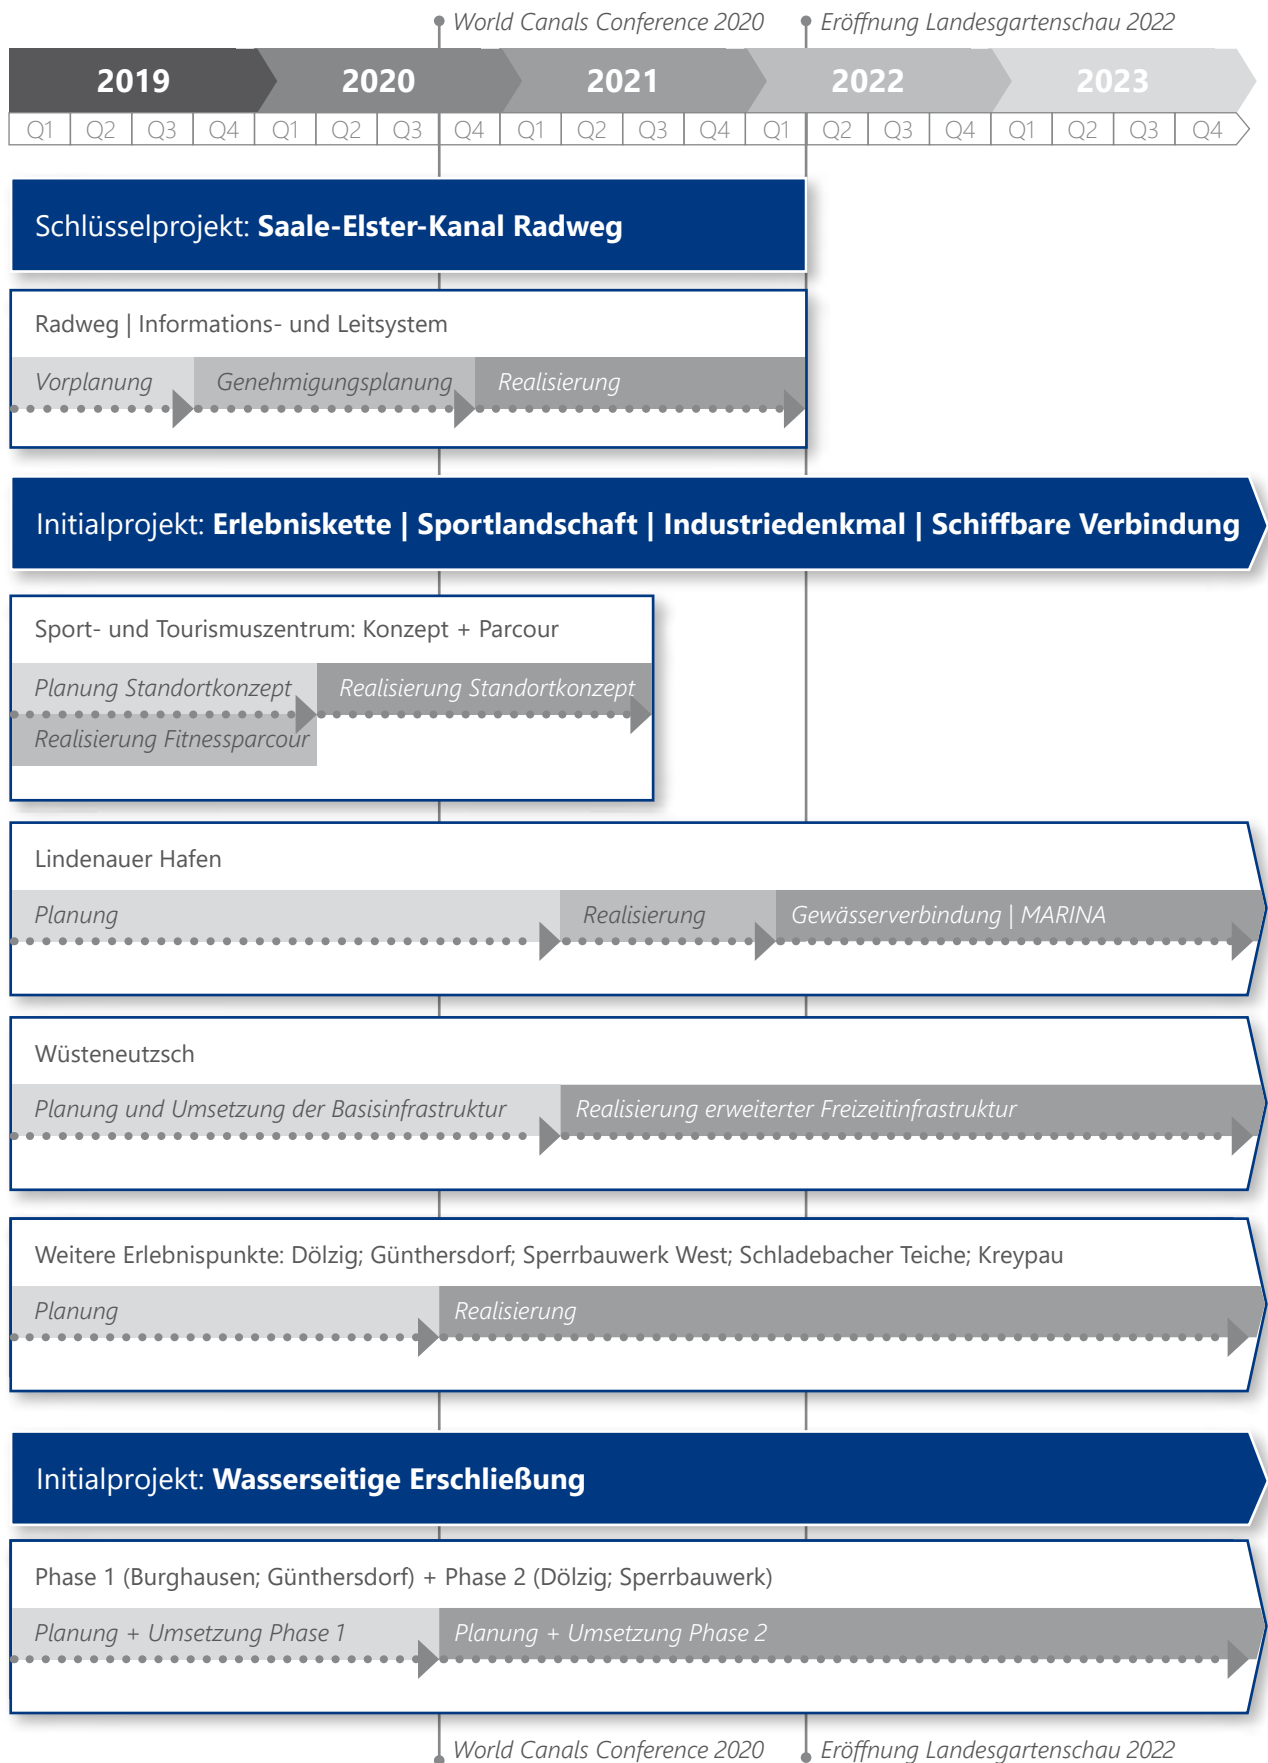 World Canals Conference 2020 Eröffnung Landesgartenschau 2022
2019 2020 2021 2022 2023
Q1 Q2 Q3 Q4 Q1 Q2 Q3 Q4 Q1 Q2 Q3 Q4 Q1 Q2 Q3 Q4 Q1 Q2 Q3 Q4
Schlüsselprojekt: Saale-Elster-Kanal Radweg
Radweg | Informations- und Leitsystem
Vorplanung Genehmigungsplanung Realisierung
Initialprojekt: Erlebniskette | Sportlandschaft | Industriedenkmal | Schiffbare Verbindung
Sport- und Tourismuszentrum: Konzept + Parcour
Planung Standortkonzept Realisierung Standortkonzept
Realisierung Fitnessparcour
Lindenauer Hafen
Planung Realisierung Gewässerverbindung | MARINA
Wüsteneutzsch
Planung und Umsetzung der Basisinfrastruktur Realisierung erweiterter Freizeitinfrastruktur
Weitere Erlebnispunkte: Dölzig; Günthersdorf; Sperrbauwerk West; Schladebacher Teiche; Kreypau
Planung Realisierung
Initialprojekt: Wasserseitige Erschließung
Phase 1 (Burghausen; Günthersdorf) + Phase 2 (Dölzig; Sperrbauwerk)
Planung + Umsetzung Phase 1 Planung + Umsetzung Phase 2
World Canals Conference 2020 Eröffnung Landesgartenschau 2022